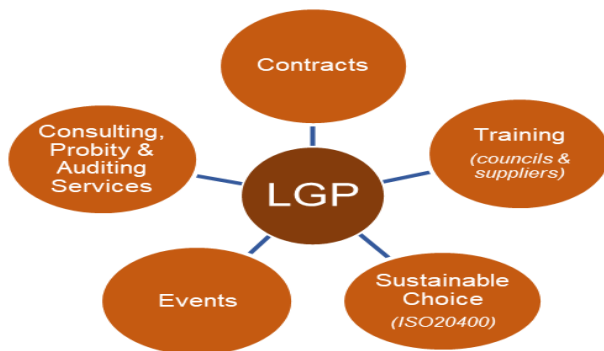 Contracts
Consulting,
Probity &
Auditing
Services
Training
(councils &
suppliers)
LGP
Events
Sustainable
Choice
(ISO20400)